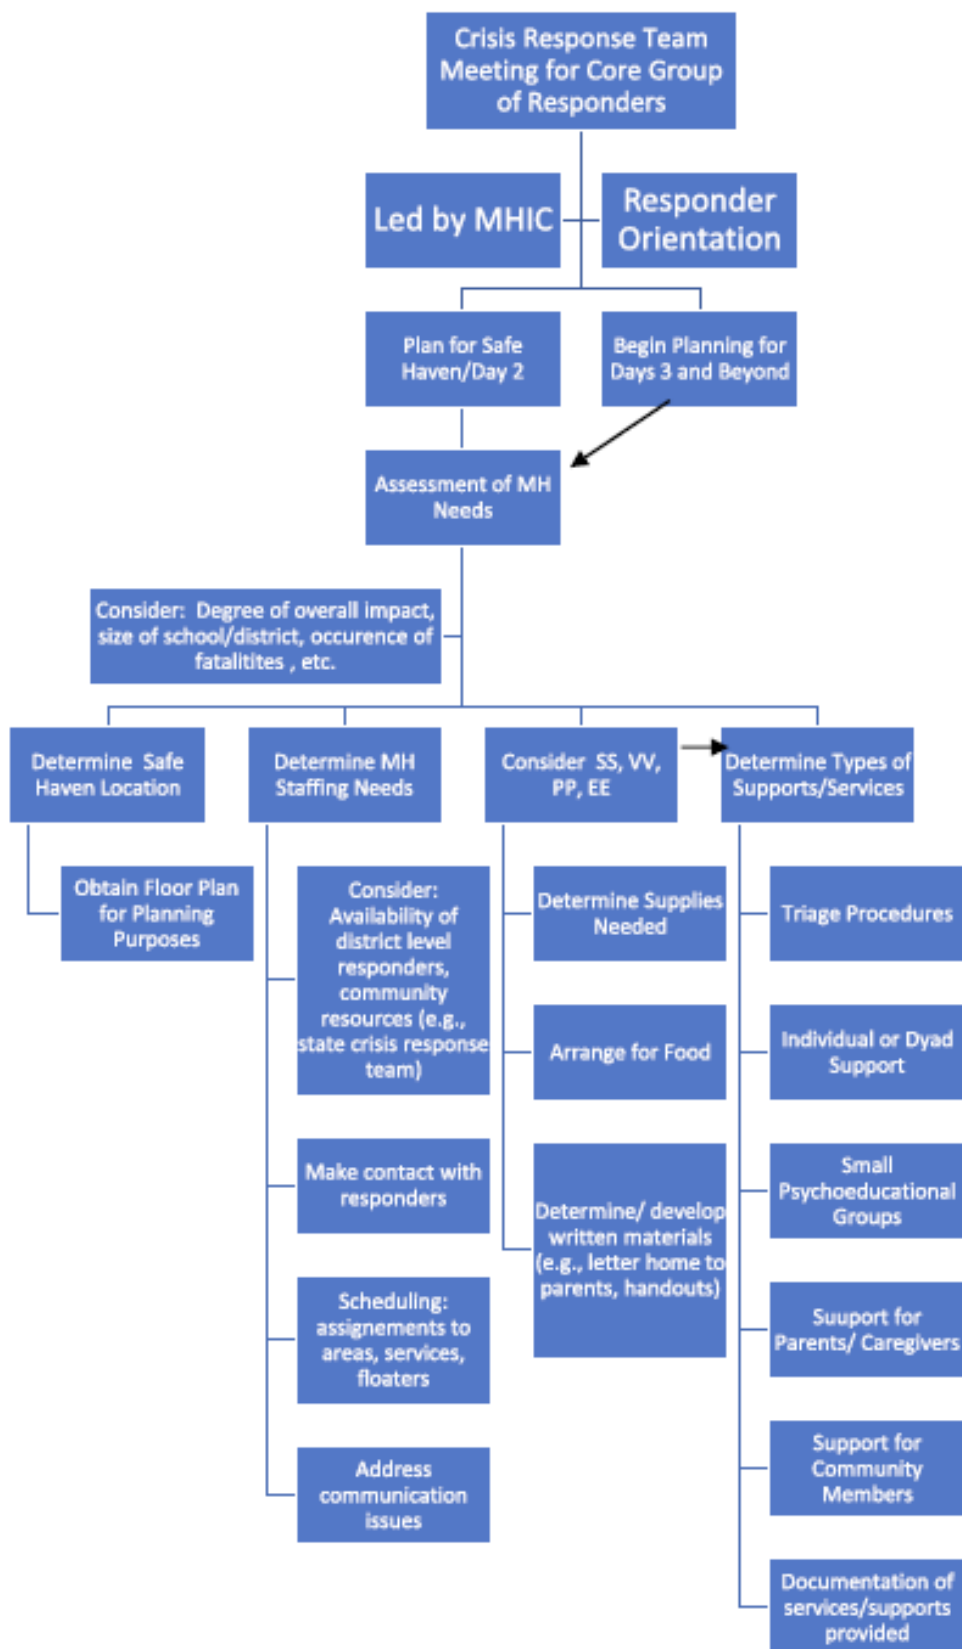 Crisis Response Team
Meeting for Core Group
of Responders
Led by MHIC
Responder
Orientation
Plan for Safe
Haven/Day 2
Begin Planning for
Days 3 and Beyond
Assessment of MH
Needs
Consider:  Degree of overall impact,
size of school/district, occurence of
fatalitites , etc.
Determine  Safe
Haven Location
Obtain Floor Plan
for Planning
Purposes
Determine MH
Staffing Needs
Consider:
Availability of
district level
responders,
community
resources (e.g.,
state crisis response
team)
Make contact with
responders
Scheduling:
assignements to
areas, services,
floaters
Address
communication
issues
Consider  SS, VV,
PP, EE
Determine Supplies
Needed
Arrange for Food
Determine/ develop
written materials
(e.g., letter home to
parents, handouts)
Determine Types of
Supports/Services
Triage Procedures
Individual or Dyad
Support
Small
Psychoeducational
Groups
Suuport for
Parents/ Caregivers
Support for
Community
Members
Documentation of
services/supports
provided